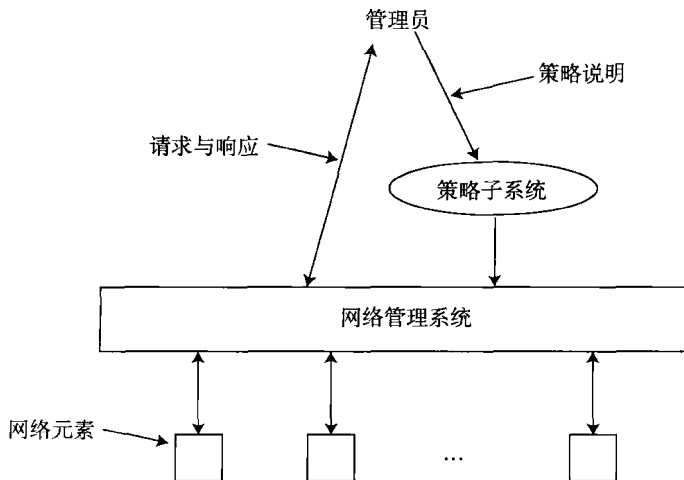 管理员
策略说明
请求与响应
策略子系统
网络管理系统
网络元素
...